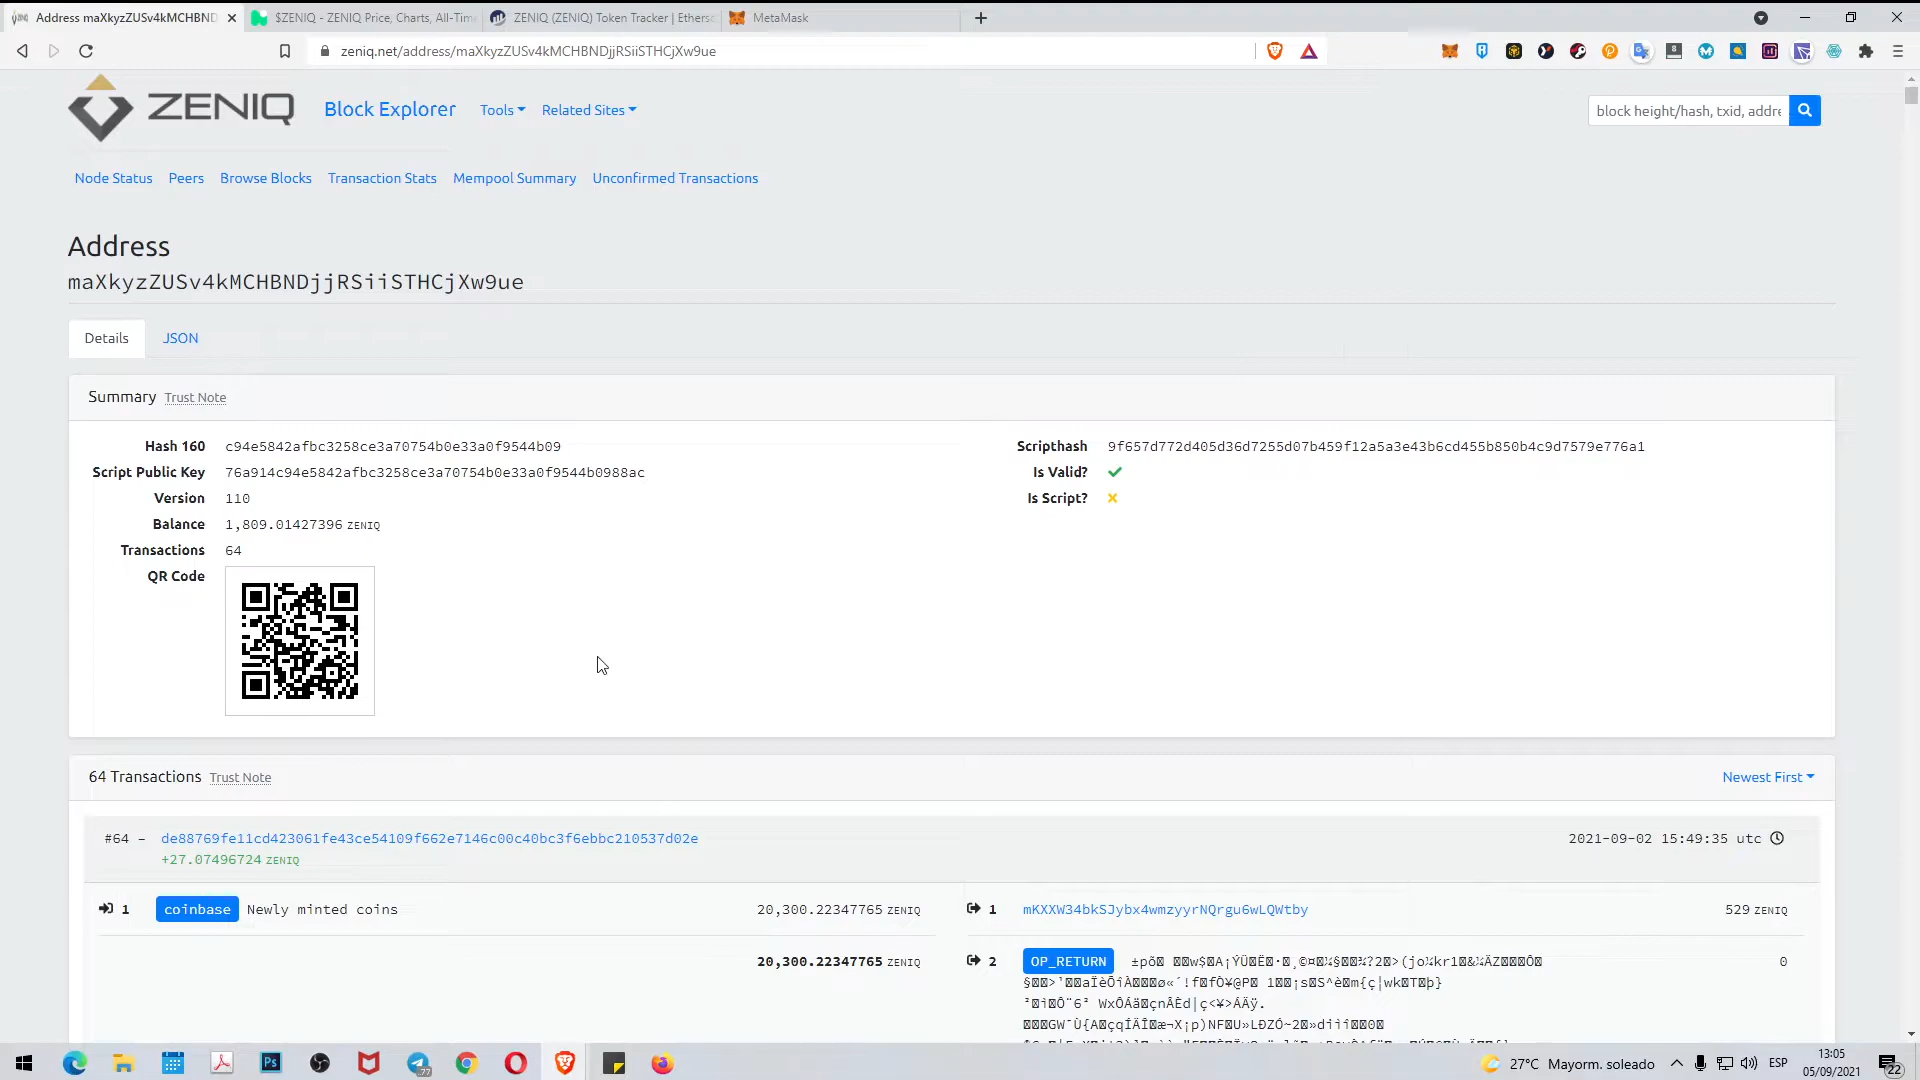 Address maXkyzZUSv4kMCHBND
$ZENIQ - ZENIQ Price, Charts, All-Time
ZENIQ (ZENIQ) Token Tracker | Ethersc
MetaMask
zeniq.net/address/maXkyzZUSv4kMCHBNDjjRSiiSTHCjXw9ue
ZENIQ
Block Explorer
Tools
Related Sites
block height/hash, txid, addre
Node Status
Peers
Browse Blocks
Transaction Stats
Mempool Summary
Unconfirmed Transactions
Address
maXkyzZUSv4kMCHBNDjjRSiiSTHCjXw9ue
Details
JSON
Summary Trust Note
Hash 160 c94e5842afbc3258ce3a70754b0e33a0f9544b09
Script Public Key 76a914c94e5842afbc3258ce3a70754b0e33a0f9544b0988ac
Version 110
Balance 1,809.01427396 ZENIQ
Transactions 64
QR Code
Scripthash 9f657d772d405d36d7255d07b459f12a5a3e43b6cd455b850b4c9d7579e776a1
Is Valid?
Is Script?
64 Transactions Trust Note
Newest First
#64 – de88769fe11cd423061fe43ce54109f662e7146c00c40bc3f6ebbc210537d02e
2021-09-02 15:49:35 utc
+27.07496724 ZENIQ
1 coinbase Newly minted coins 20,300.22347765 ZENIQ
1 mKXXW34bkSJybx4wmzyyrNQrgu6wLQWtby 529 ZENIQ
20,300.22347765 ZENIQ
2 OP_RETURN 0
77
27°C Mayorm. soleado
ESP
13:05
05/09/2021
22